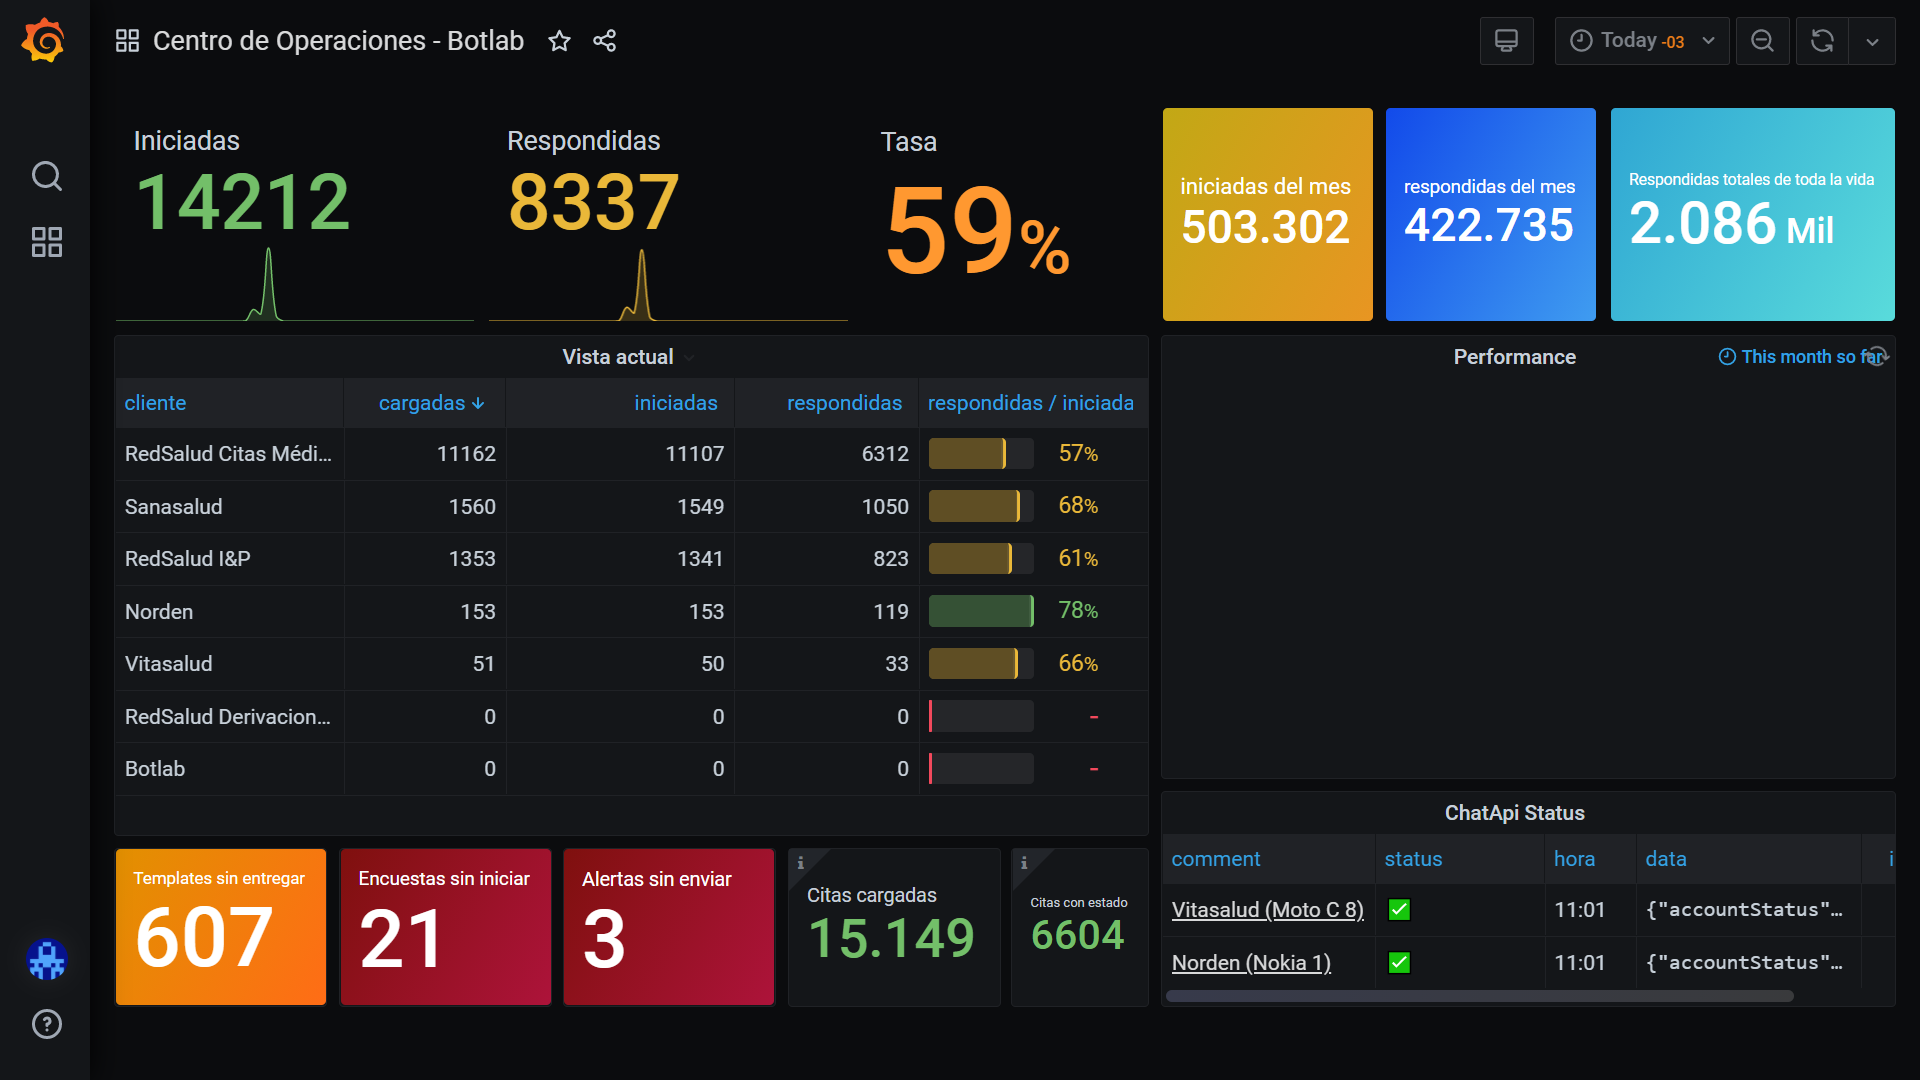 Centro de Operaciones - Botlab
Today -03
Iniciadas
14212
Respondidas
8337
Tasa
59%
iniciadas del mes
503.302
respondidas del mes
422.735
Respondidas totales de toda la vida
2.086 Mil
Vista actual
cliente cargadas iniciadas respondidas respondidas / iniciada
RedSalud Citas Médi... 11162 11107 6312 57%
Sanasalud 1560 1549 1050 68%
RedSalud I&P 1353 1341 823 61%
Norden 153 153 119 78%
Vitasalud 51 50 33 66%
RedSalud Derivacion... 0 0 0 -
Botlab 0 0 0 -
Performance
This month so far
ChatApi Status
comment status hora data i
Vitasalud (Moto C 8) 11:01 {"accountStatus"...
Norden (Nokia 1) 11:01 {"accountStatus"...
Templates sin entregar
607
Encuestas sin iniciar
21
Alertas sin enviar
3
i
Citas cargadas
15.149
i
Citas con estado
6604
?